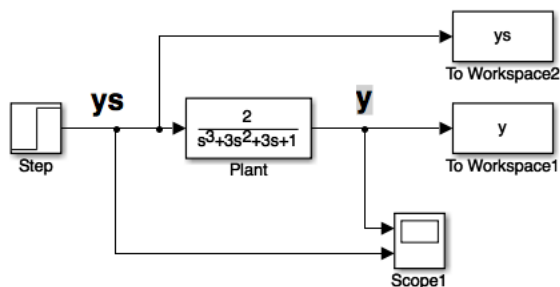 ys
To Workspace2
ys
y
Step
2
s³+3s²+3s+1
Plant
y
To Workspace1
Scope1